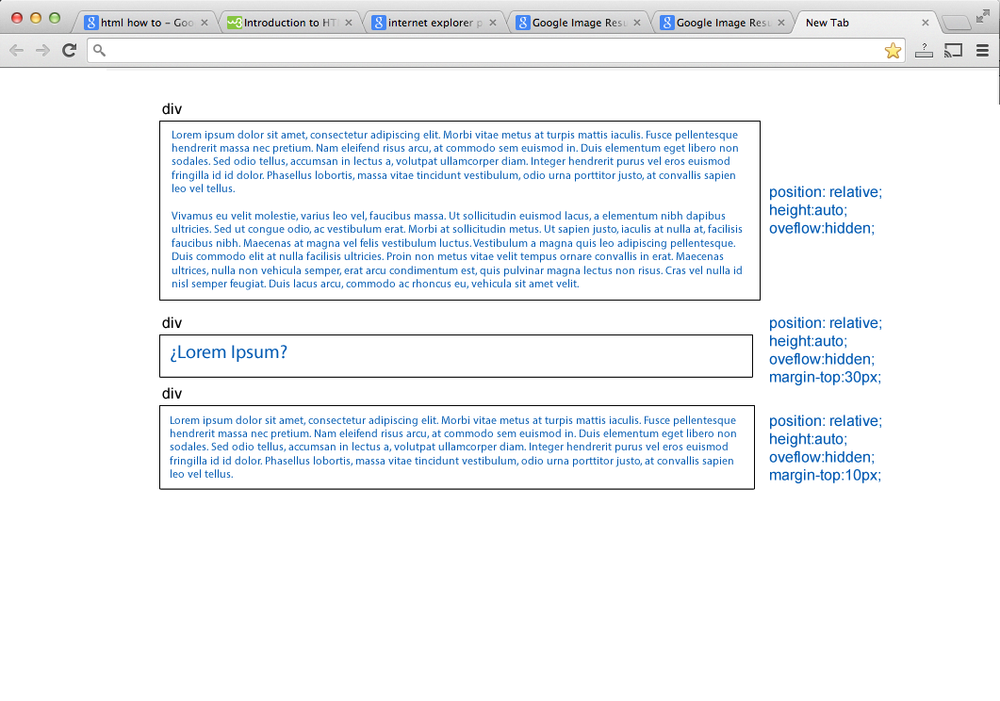 html how to – Goo
Introduction to HT
internet explorer p
Google Image Resu
Google Image Resu
New Tab
?
div
Lorem ipsum dolor sit amet, consectetur adipiscing elit. Morbi vitae metus at turpis mattis iaculis. Fusce pellentesque
hendrerit massa nec pretium. Nam eleifend risus arcu, at commodo sem euismod in. Duis elementum eget libero non
sodales. Sed odio tellus, accumsan in lectus a, volutpat ullamcorper diam. Integer hendrerit purus vel eros euismod
fringilla id id dolor. Phasellus lobortis, massa vitae tincidunt vestibulum, odio urna porttitor justo, at convallis sapien
leo vel tellus.
Vivamus eu velit molestie, varius leo vel, faucibus massa. Ut sollicitudin euismod lacus, a elementum nibh dapibus
ultricies. Sed ut congue odio, ac vestibulum erat. Morbi at sollicitudin metus. Ut sapien justo, iaculis at nulla at, facilisis
faucibus nibh. Maecenas at magna vel felis vestibulum luctus. Vestibulum a magna quis leo adipiscing pellentesque.
Duis commodo elit at nulla facilisis ultricies. Proin non metus vitae velit tempus ornare convallis in erat. Maecenas
ultrices, nulla non vehicula semper, erat arcu condimentum est, quis pulvinar magna lectus non risus. Cras vel nulla id
nisl semper feugiat. Duis lacus arcu, commodo ac rhoncus eu, vehicula sit amet velit.
position: relative;
height:auto;
oveflow:hidden;
div
¿Lorem Ipsum?
position: relative;
height:auto;
oveflow:hidden;
margin-top:30px;
div
Lorem ipsum dolor sit amet, consectetur adipiscing elit. Morbi vitae metus at turpis mattis iaculis. Fusce pellentesque
hendrerit massa nec pretium. Nam eleifend risus arcu, at commodo sem euismod in. Duis elementum eget libero non
sodales. Sed odio tellus, accumsan in lectus a, volutpat ullamcorper diam. Integer hendrerit purus vel eros euismod
fringilla id id dolor. Phasellus lobortis, massa vitae tincidunt vestibulum, odio urna porttitor justo, at convallis sapien
leo vel tellus.
position: relative;
height:auto;
oveflow:hidden;
margin-top:10px;